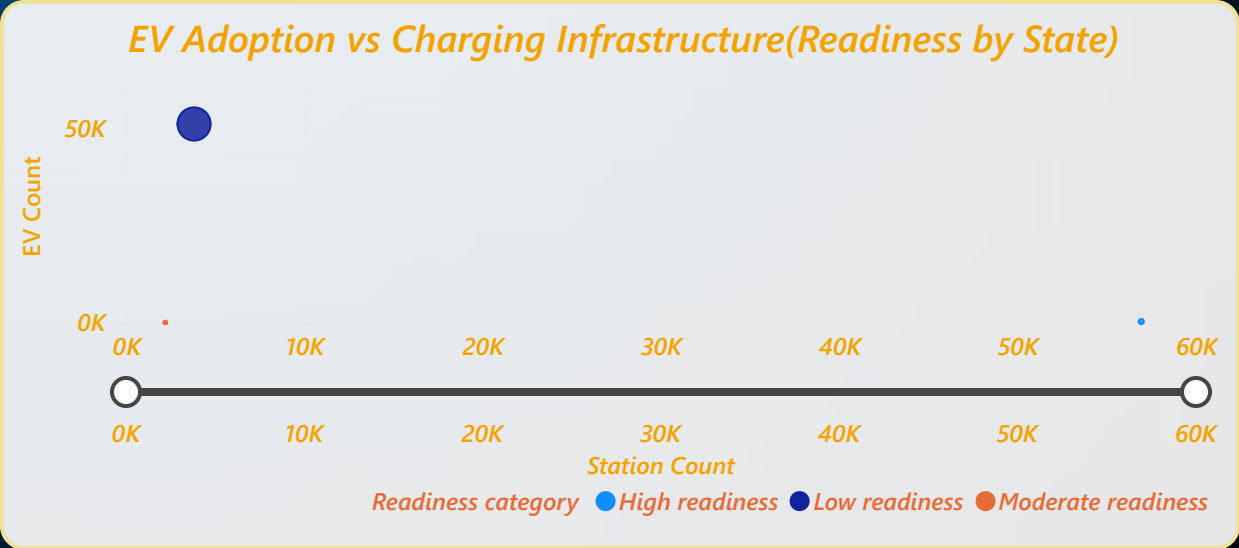 EV Adoption vs Charging Infrastructure(Readiness by State)
50K
EV Count
0K
0K 10K 20K 30K 40K 50K 60K
0K 10K 20K 30K 40K 50K 60K
Station Count
Readiness category High readiness Low readiness Moderate readiness